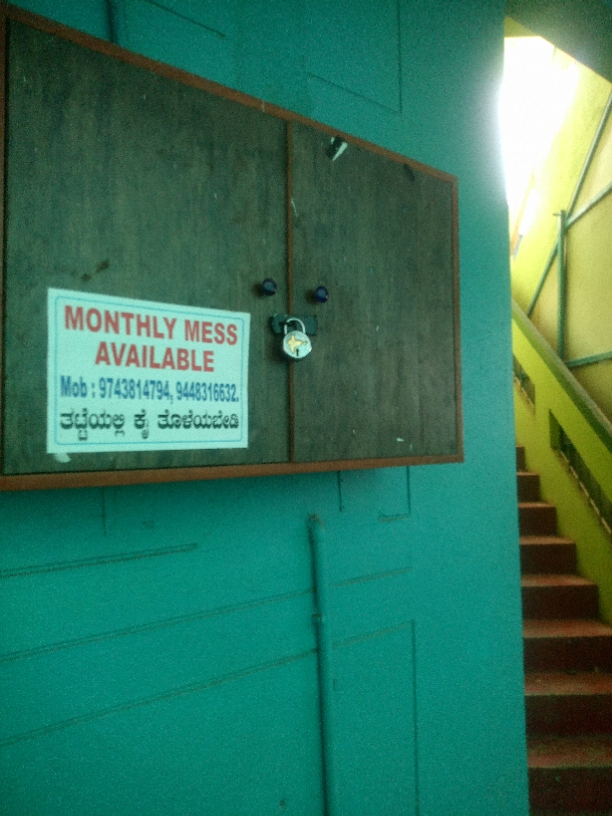 MONTHLY MESS
AVAILABLE
Mob : 9743814794, 9448316632.
ತಟ್ಟೆಯಲ್ಲಿ ಕೈ ತೊಳೆಯಬೇಡಿ